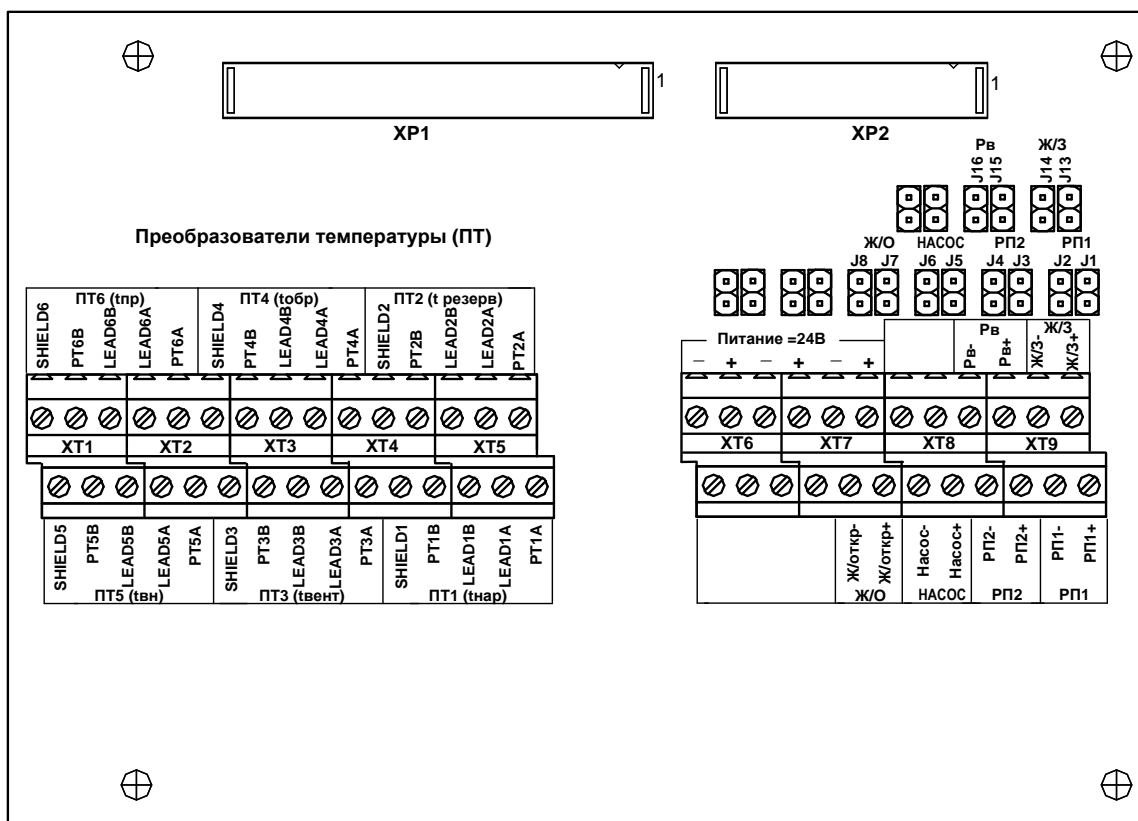 1
1
XP1
XP2
Рв
Ж/З
J16
J15
J14
J13
Преобразователи температуры (ПТ)
Ж/О
НАСОС
РП2
РП1
J8
J7
J6
J5
J4
J3
J2
J1
ПТ6 (tпр)
ПТ4 (tобр)
ПТ2 (t резерв)
SHIELD6
PT6B
LEAD6B
LEAD6A
PT6A
SHIELD4
PT4B
LEAD4B
LEAD4A
PT4A
SHIELD2
PT2B
LEAD2B
LEAD2A
PT2A
Питание =24В
Рв
Ж/З
– + – + – +
Рв-
Рв+
Ж/З-
Ж/З+
XT1
XT2
XT3
XT4
XT5
XT6
XT7
XT8
XT9
SHIELD5
PT5B
LEAD5B
LEAD5A
PT5A
SHIELD3
PT3B
LEAD3B
LEAD3A
PT3A
SHIELD1
PT1B
LEAD1B
LEAD1A
PT1A
ПТ5 (tвн)
ПТ3 (tвент)
ПТ1 (tнар)
Ж/откр-
Ж/откр+
Насос-
Насос+
РП2-
РП2+
РП1-
РП1+
Ж/О
НАСОС
РП2
РП1